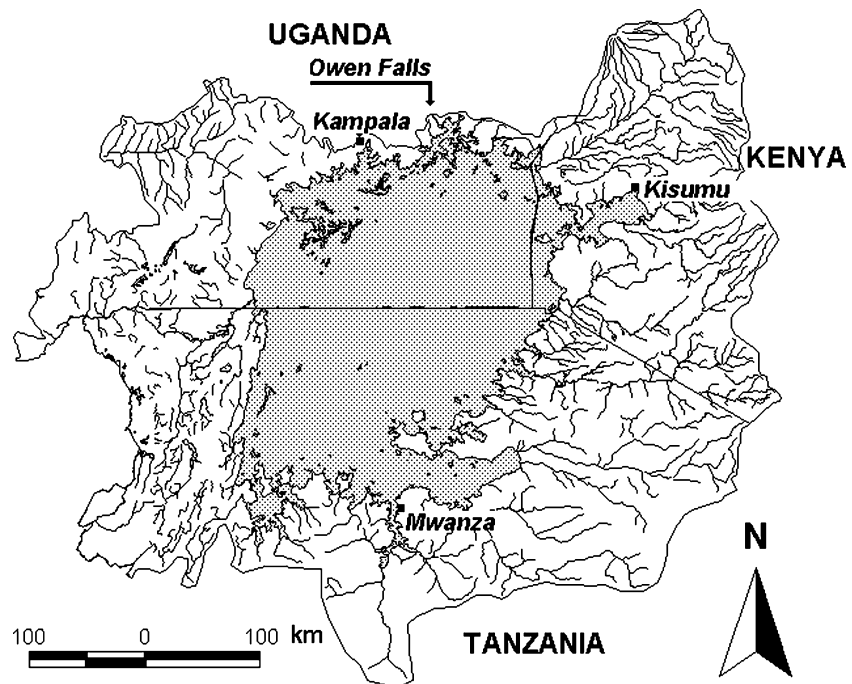 UGANDA
Owen Falls
Kampala
KENYA
Kisumu
Mwanza
N
100 0 100 km
TANZANIA